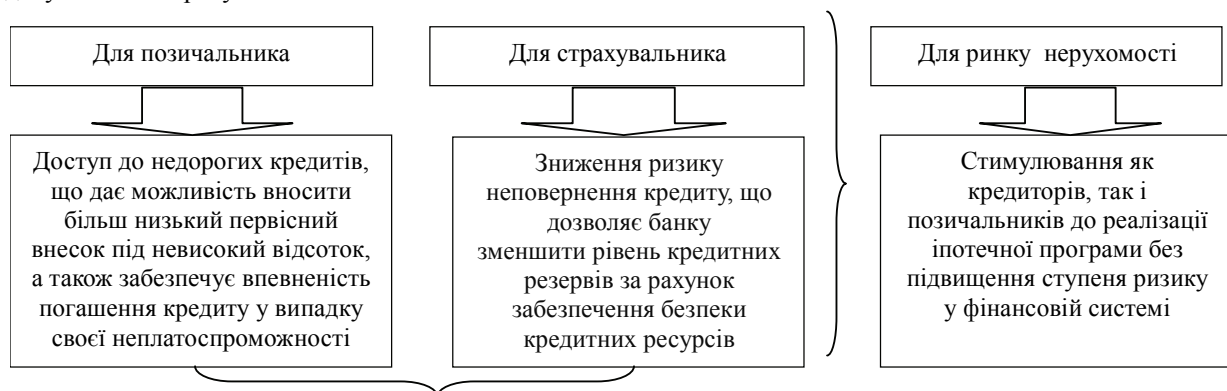 Для позичальника
Для страхувальника
Для ринку нерухомості
Доступ до недорогих кредитів,
що дає можливість вносити
більш низький первісний
внесок під невисокий відсоток,
а також забезпечує впевненість
погашення кредиту у випадку
своєї неплатоспроможності
Зниження ризику
неповернення кредиту, що
дозволяє банку
зменшити рівень кредитних
резервів за рахунок
забезпечення безпеки
кредитних ресурсів
Стимулювання як
кредиторів, так і
позичальників до реалізації
іпотечної програми без
підвищення ступеня ризику
у фінансовій системі